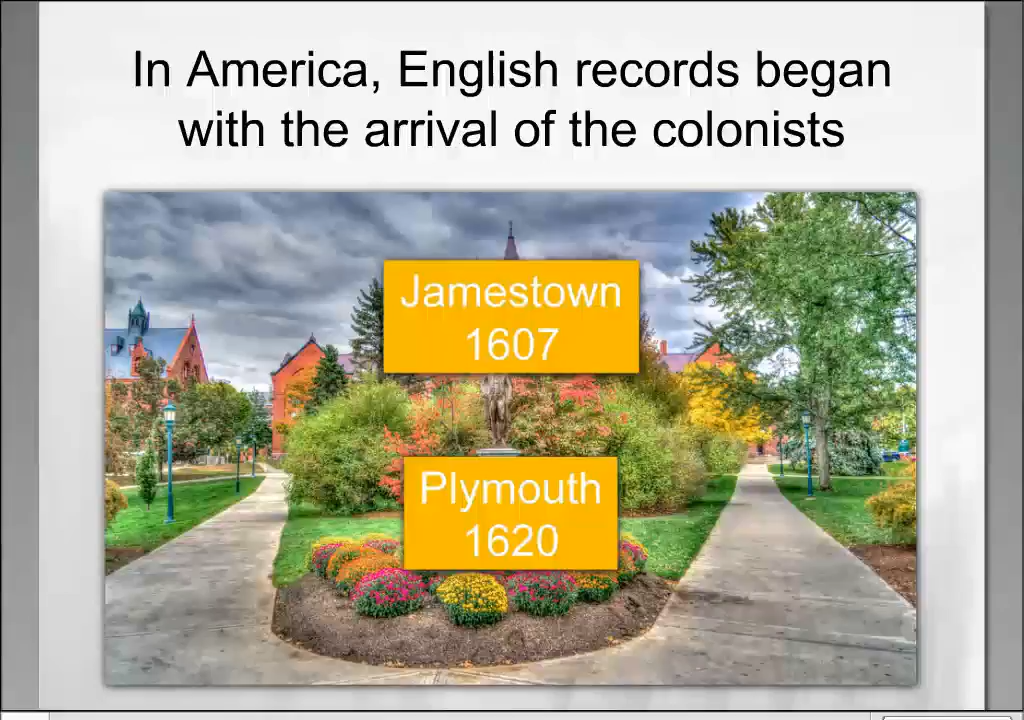 In America, English records began
with the arrival of the colonists
Jamestown
1607
Plymouth
1620